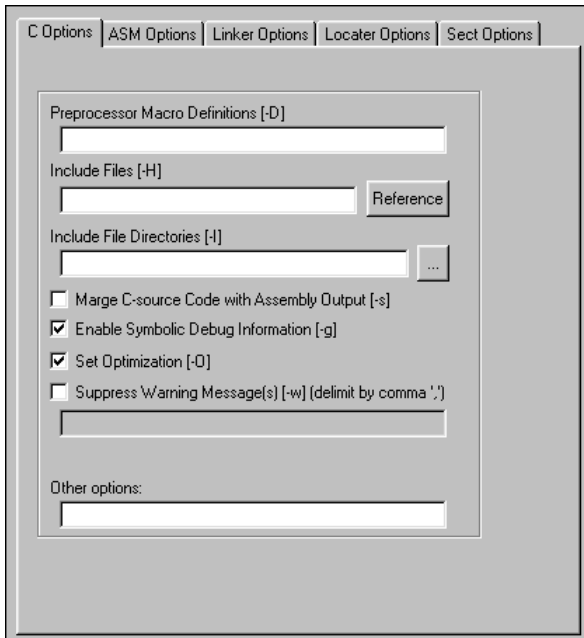 C Options ASM Options Linker Options Locater Options Sect Options
Preprocessor Macro Definitions [-D]
Include Files [-H]
Reference
Include File Directories [-I]
...
Marge C-source Code with Assembly Output [-s]
Enable Symbolic Debug Information [-g]
Set Optimization [-O]
Suppress Warning Message(s) [-w] (delimit by comma ',')
Other options: